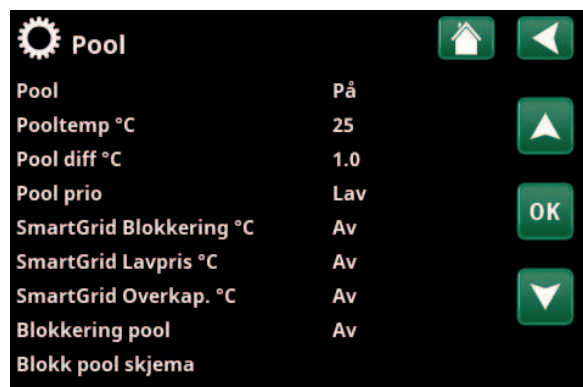 Pool
Pool På
Pooltemp °C 25
Pool diff °C 1.0
Pool prio Lav
SmartGrid Blokkering °C Av
SmartGrid Lavpris °C Av
SmartGrid Overkap. °C Av
Blokkering pool Av
Blokk pool skjema
OK